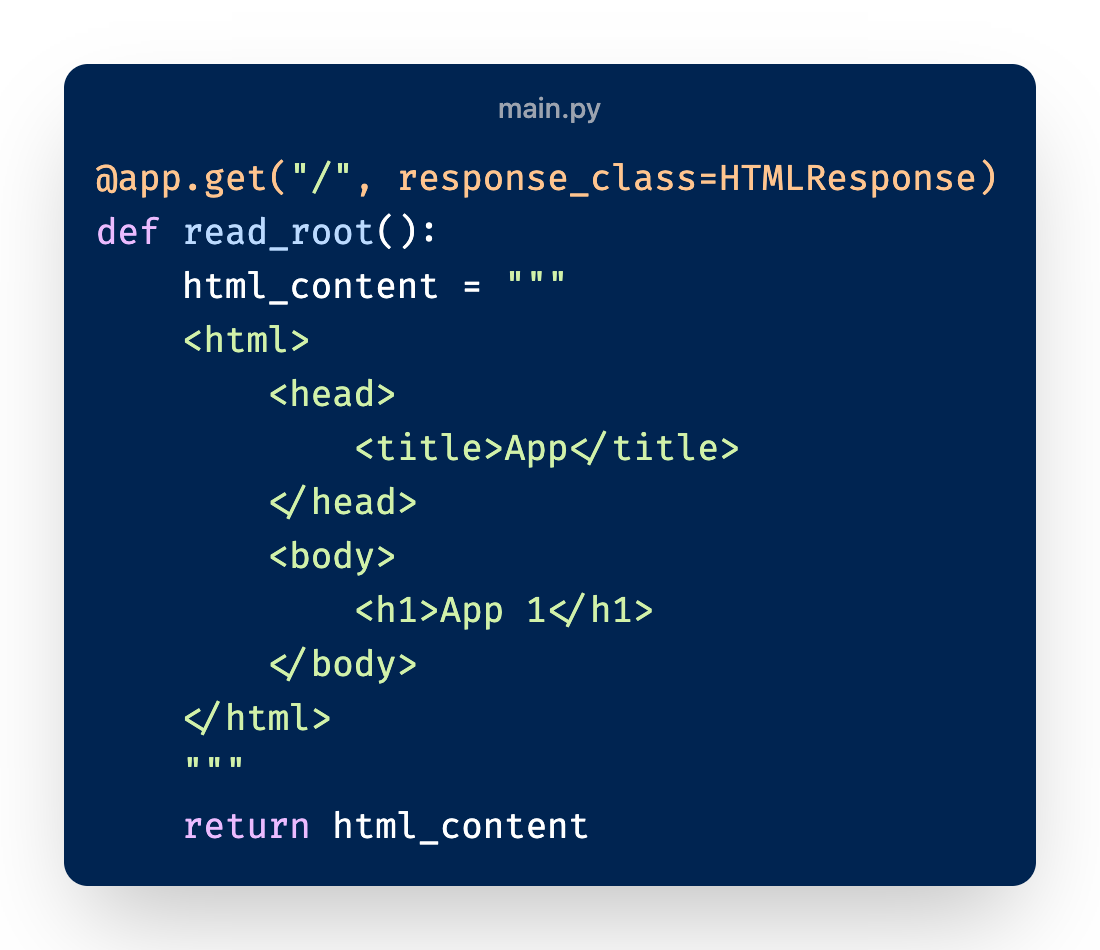 main.py
@app.get("/", response_class=HTMLResponse)
def read_root():
    html_content = """
    <html>
        <head>
            <title>App</title>
        </head>
        <body>
            <h1>App 1</h1>
        </body>
    </html>
    """
    return html_content